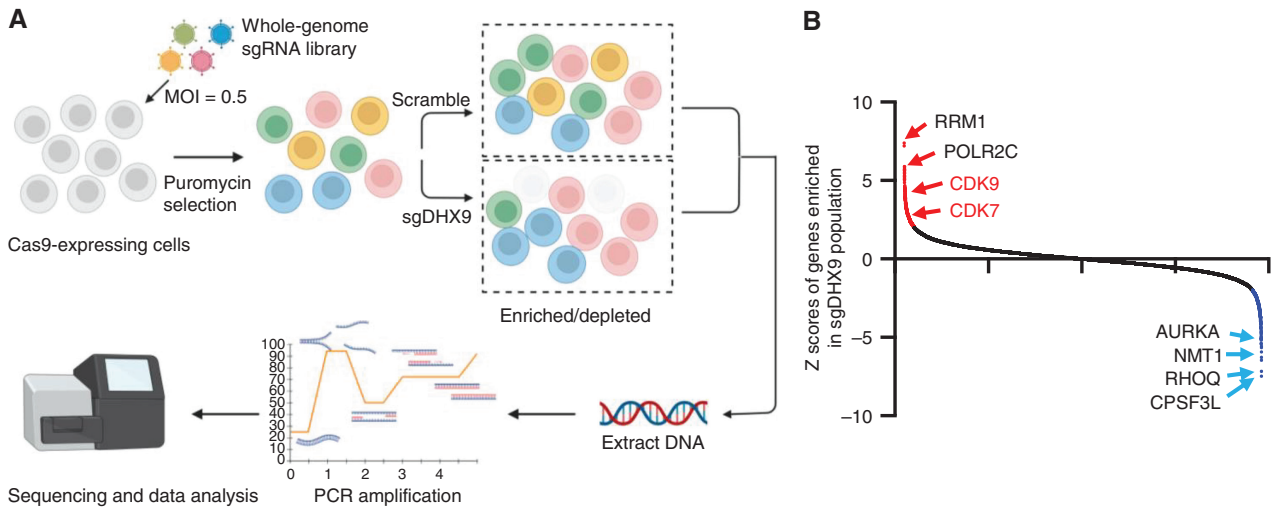 A
Whole-genome
sgRNA library
MOI = 0.5
Puromycin
selection
Cas9-expressing cells
Scramble
sgDHX9
Enriched/depleted
Extract DNA
100
90
80
70
60
50
40
30
20
10
0
0
1
2
3
4
PCR amplification
Sequencing and data analysis
B
Z scores of genes enriched
in sgDHX9 population
10
5
0
−5
−10
RRM1
POLR2C
CDK9
CDK7
AURKA
NMT1
RHOQ
CPSF3L